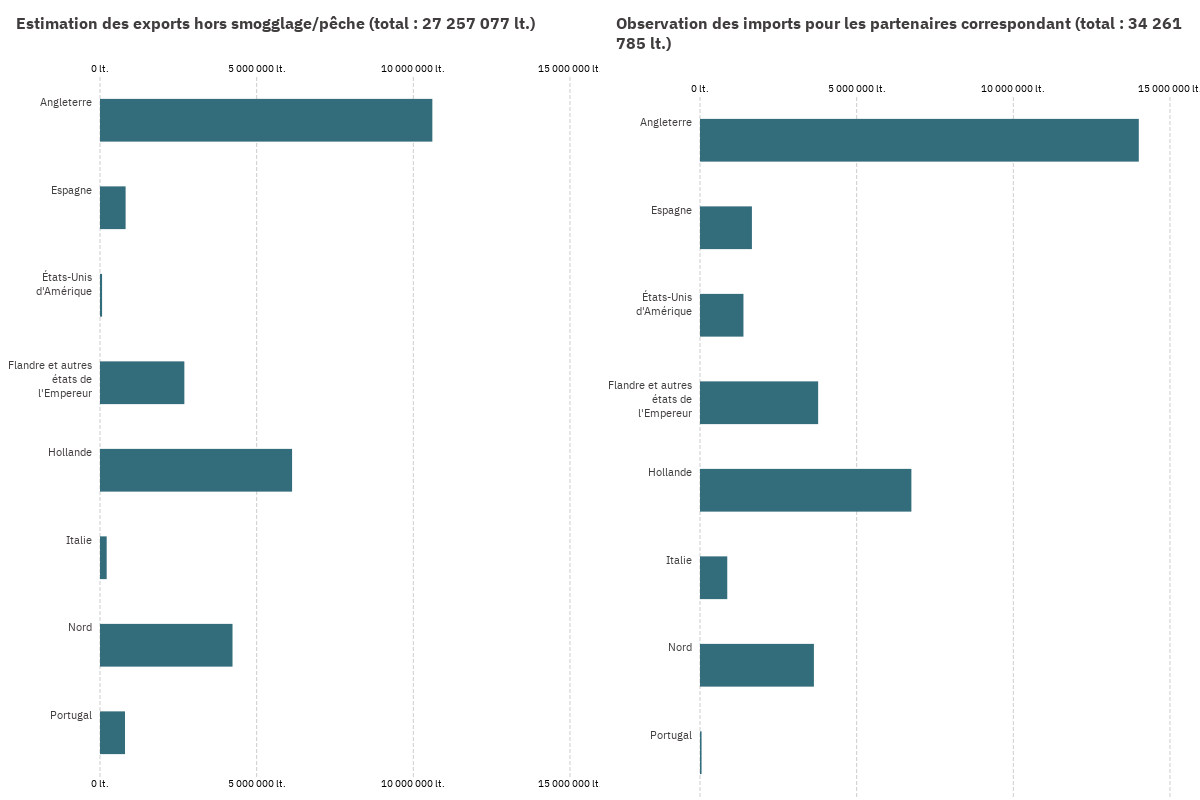 Estimation des exports hors smogglage/pêche (total : 27 257 077 lt.)
0 lt.
5 000 000 lt.
10 000 000 lt.
15 000 000 lt
Angleterre
Espagne
États-Unis
d'Amérique
Flandre et autres
états de
l'Empereur
Hollande
Italie
Nord
Portugal
0 lt.
5 000 000 lt.
10 000 000 lt.
15 000 000 lt
Observation des imports pour les partenaires correspondant (total : 34 261
785 lt.)
0 lt.
5 000 000 lt.
10 000 000 lt.
15 000 000 lt
Angleterre
Espagne
États-Unis
d'Amérique
Flandre et autres
états de
l'Empereur
Hollande
Italie
Nord
Portugal